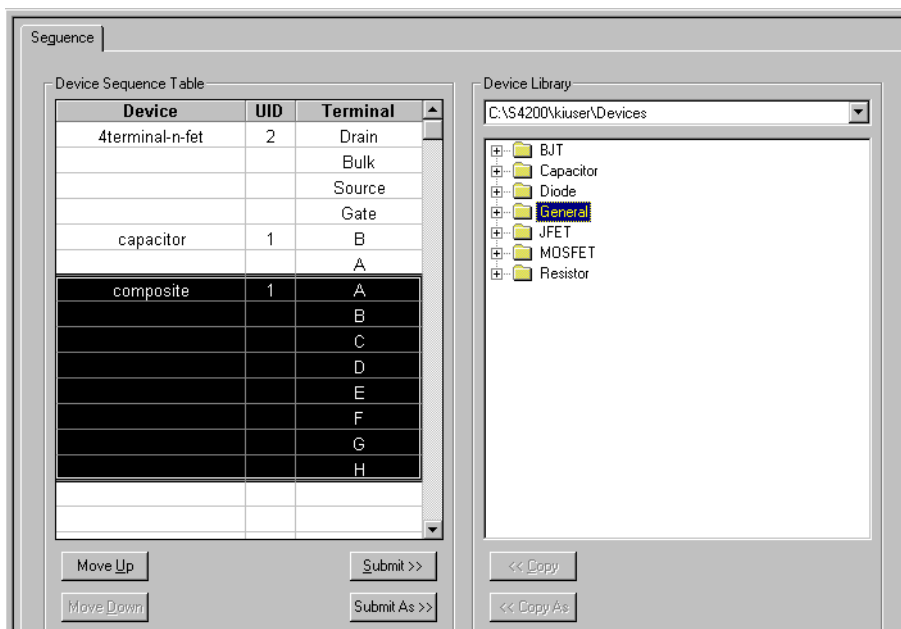 Sequence
Device Sequence Table
Device UID Terminal
4terminal-n-fet 2 Drain
Bulk
Source
Gate
capacitor 1 B
A
composite 1 A
B
C
D
E
F
G
H
Move Up
Submit >>
Move Down
Submit As >>
Device Library
C:\S4200\kiuser\Devices
BJT
Capacitor
Diode
General
JFET
MOSFET
Resistor
<< Copy
<< Copy As